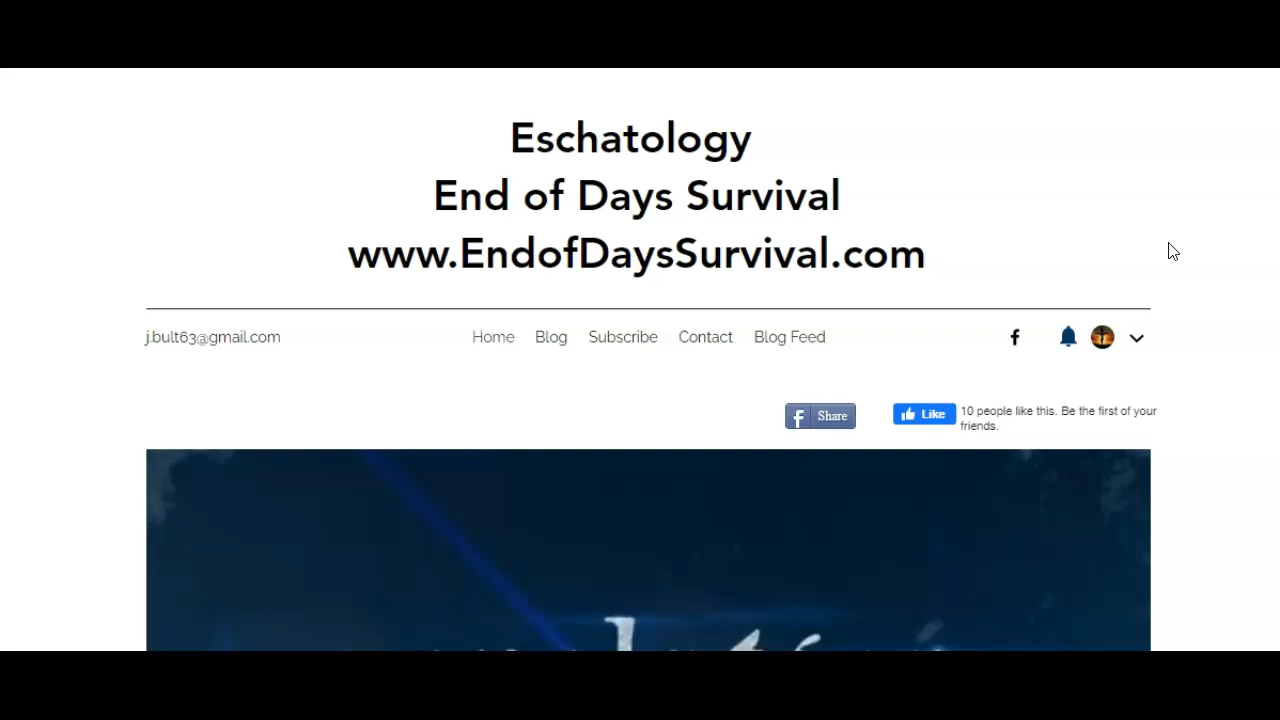 Eschatology
End of Days Survival
www.EndofDaysSurvival.com
j.bult63@gmail.com Home Blog Subscribe Contact Blog Feed
f Share Like 10 people like this. Be the first of your
friends.